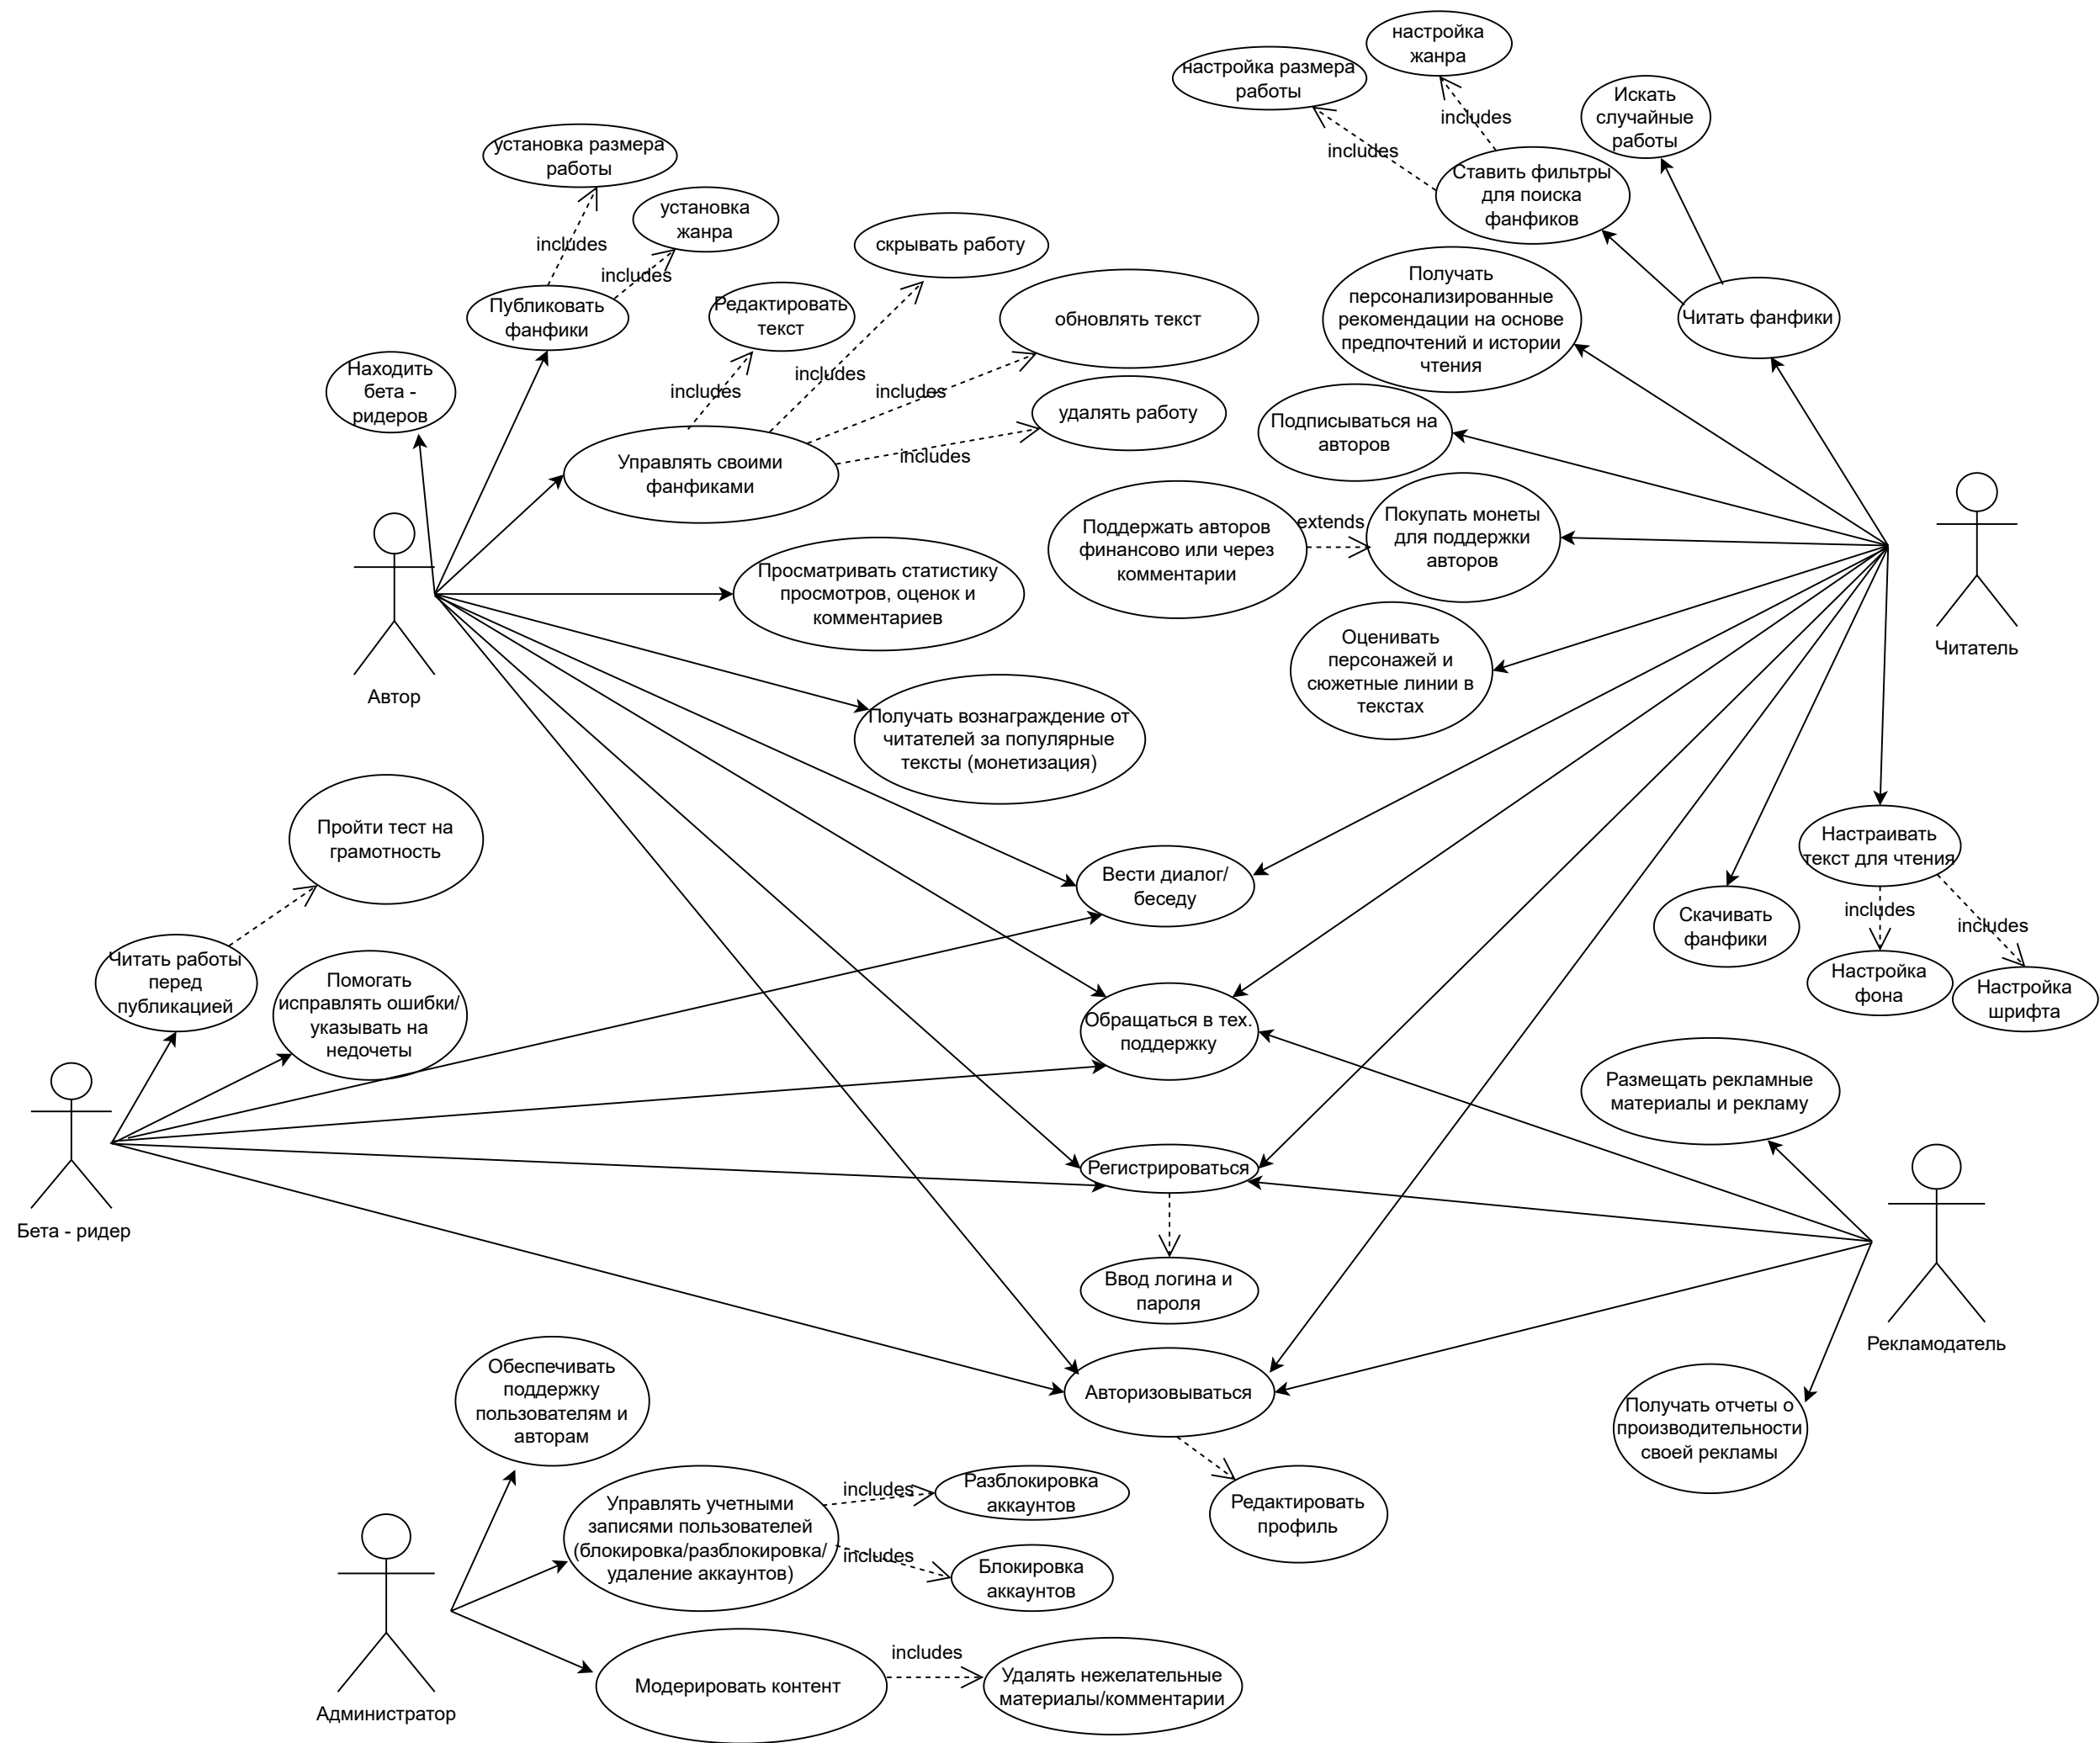 настройка
жанра
настройка размера
работы
Искать
случайные
работы
includes
includes
установка размера
работы
Ставить фильтры
для поиска
фанфиков
установка
жанра
includes
includes
скрывать работу
Публиковать
фанфики
Редактировать
текст
обновлять текст
Получать
персонализированные
рекомендации на основе
предпочтений и истории
чтения
Читать фанфики
Находить
бета -
ридеров
includes
includes
includes
удалять работу
includes
Подписываться на
авторов
Управлять своими
фанфиками
Поддержать авторов
финансово или через
комментарии
extends
Покупать монеты
для поддержки
авторов
Просматривать статистику
просмотров, оценок и
комментариев
Оценивать
персонажей и
сюжетные линии в
текстах
Читатель
Автор
Получать вознаграждение от
читателей за популярные
тексты (монетизация)
Пройти тест на
грамотность
Вести диалог/
беседу
Настраивать
текст для чтения
includes
includes
Скачивать
фанфики
Настройка
фона
Настройка
шрифта
Читать работы
перед
публикацией
Помогать
исправлять ошибки/
указывать на
недочеты
Обращаться в тех.
поддержку
Размещать рекламные
материалы и рекламу
Регистрироваться
Бета - ридер
Ввод логина и
пароля
Рекламодатель
Авторизовываться
Обеспечивать
поддержку
пользователям и
авторам
Получать отчеты о
производительности
своей рекламы
Управлять учетными
записями пользователей
(блокировка/разблокировка/
удаление аккаунтов)
includes
Разблокировка
аккаунтов
Редактировать
профиль
includes
Блокировка
аккаунтов
Модерировать контент
includes
Удалять нежелательные
материалы/комментарии
Администратор